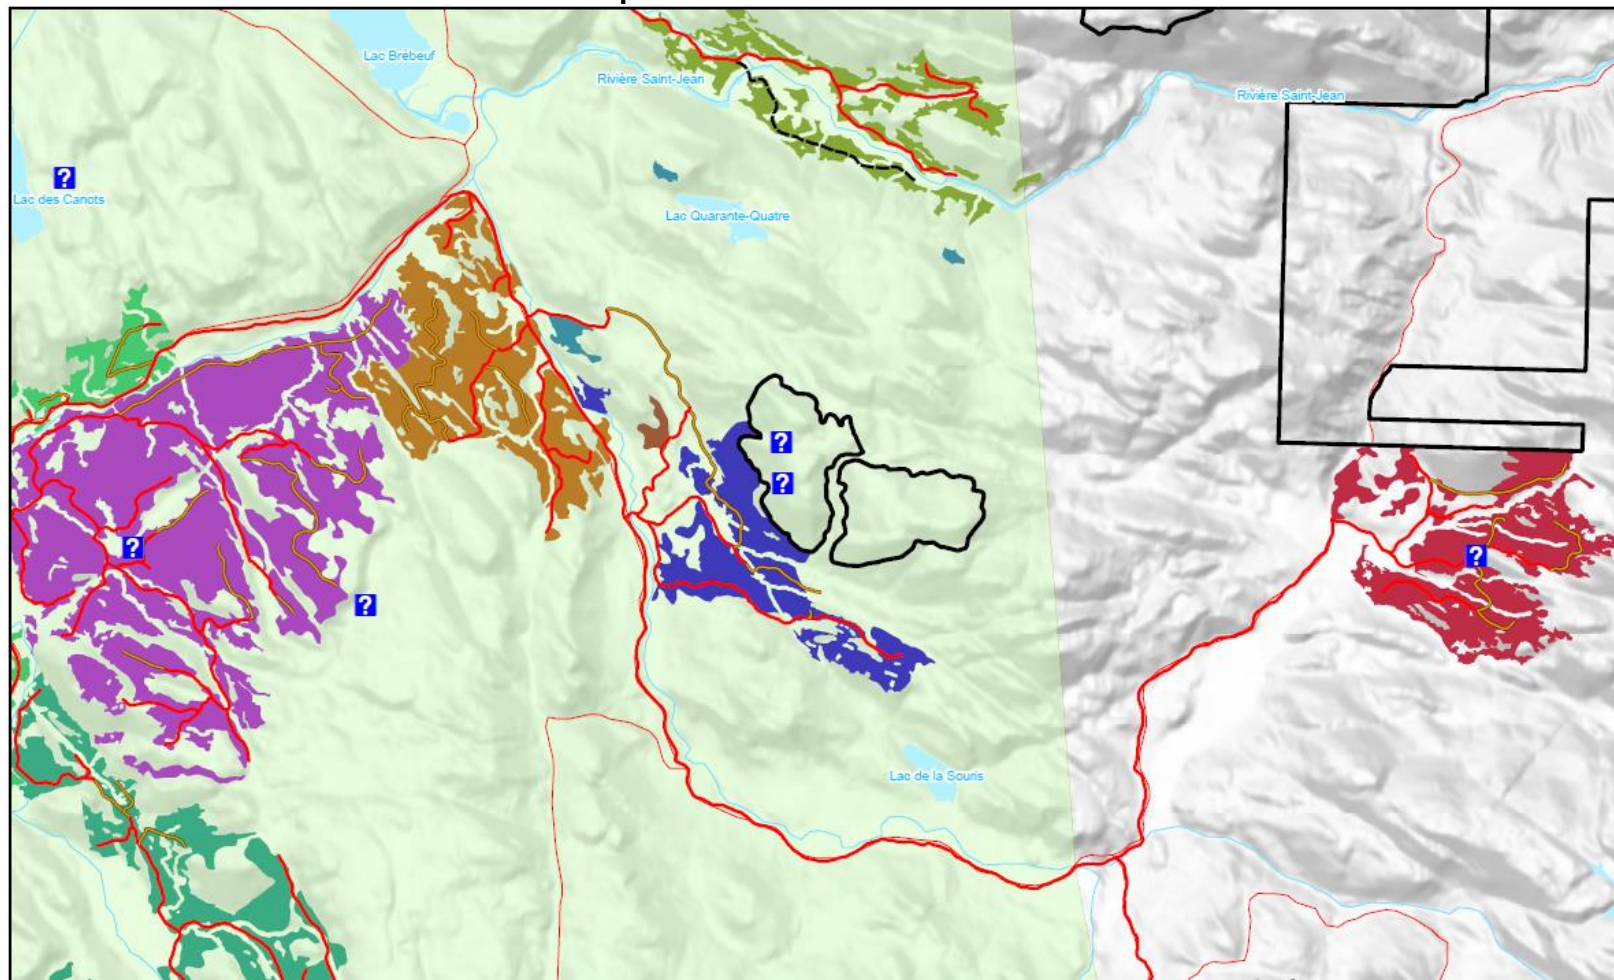 Lac Brébeuf
Rivière Saint-Jean
Rivière Saint-Jean
?
Lac des Canots
Lac Quarante-Quatre
?
?
?
?
?
Lac de la Souris